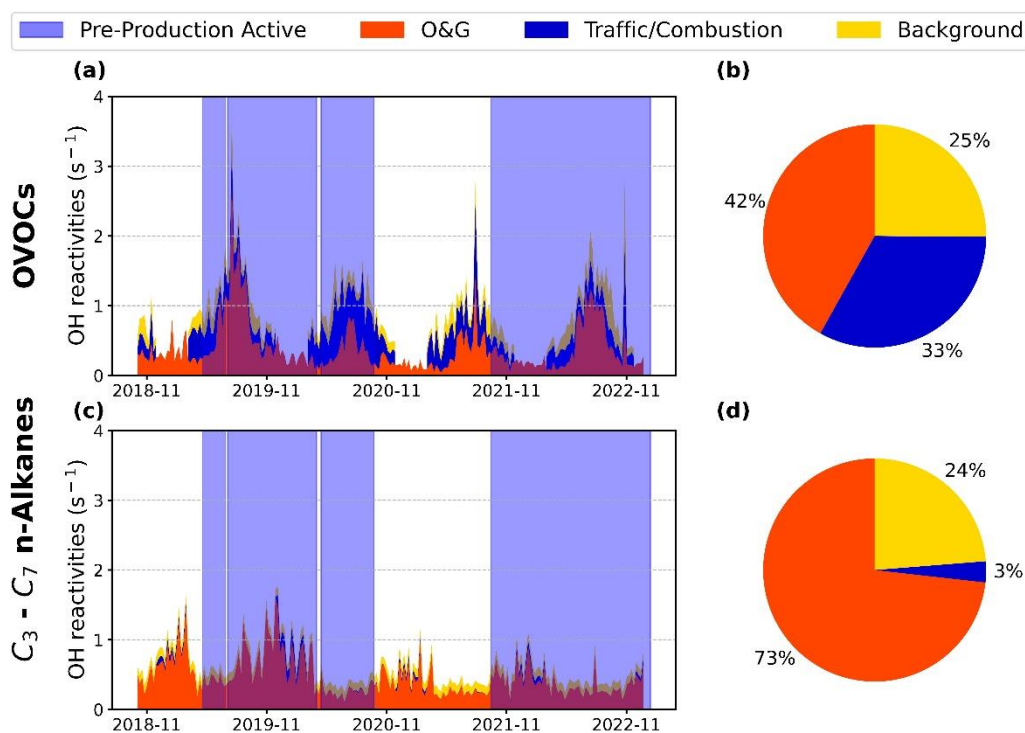 Pre-Production Active O&G Traffic/Combustion Background
(a) (b)
OVOCs
OH reactivities (s⁻¹)
4
3
2
1
0
2018-11 2019-11 2020-11 2021-11 2022-11
25%
42%
33%
(c) (d)
C₃ - C₇ n-Alkanes
OH reactivities (s⁻¹)
4
3
2
1
0
2018-11 2019-11 2020-11 2021-11 2022-11
24%
3%
73%